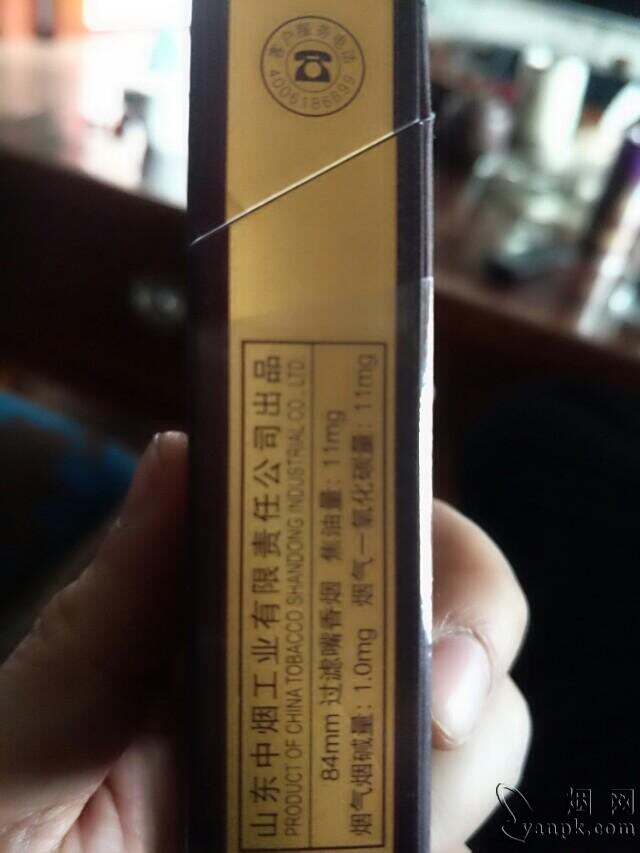 客户服务电话
4006186699
山东中烟工业有限责任公司出品
PRODUCT OF CHINA TOBACCO SHANDONG INDUSTRIAL CO., LTD.
84mm 过滤嘴香烟 焦油量：11mg
烟气烟碱量：1.0mg 烟气一氧化碳量：11mg
烟网
yanpk.com